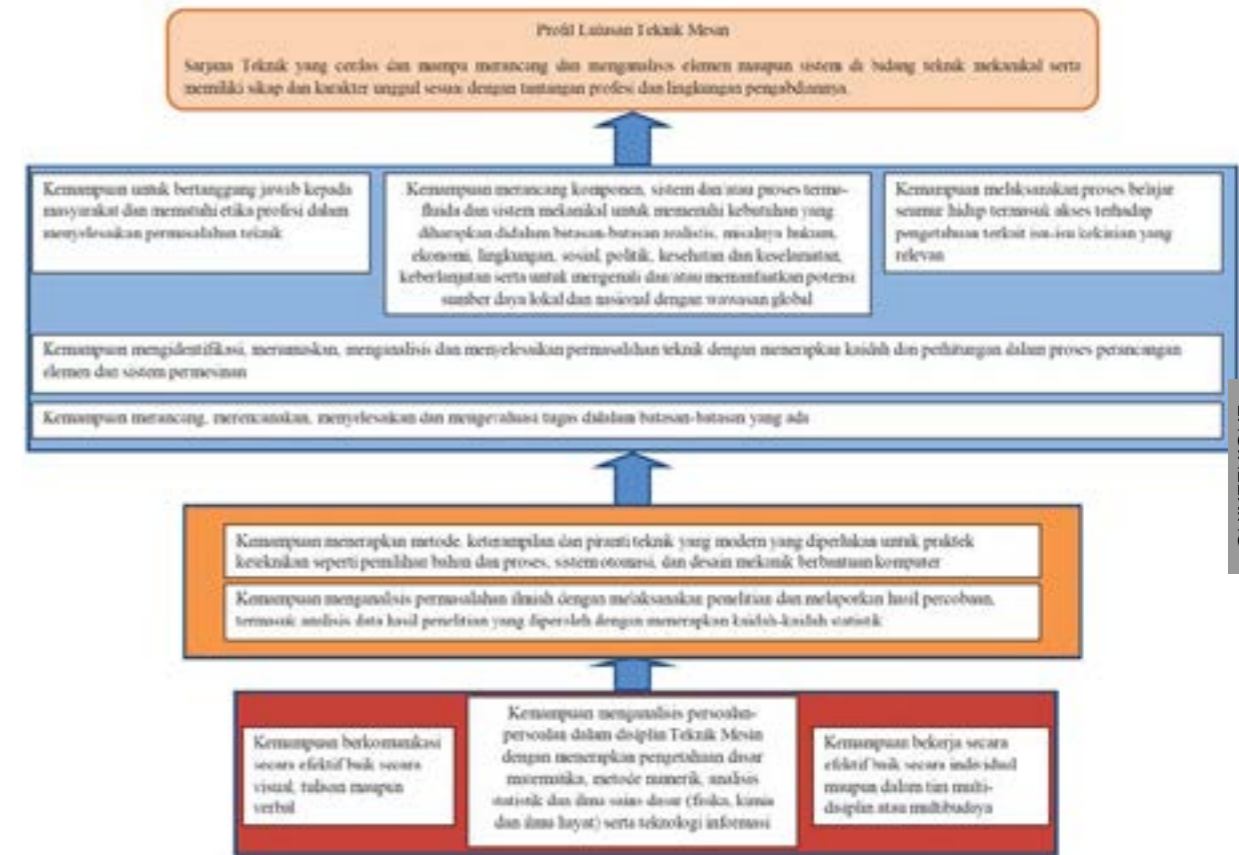 Profil Lulusan Teknik Mesin
Sarjana Teknik yang cerdas dan mampu merancang dan menganalisis elemen maupun sistem di bidang teknik mekanikal serta
memiliki sikap dan karakter unggul sesuai dengan tantangan profesi dan lingkungan pengabdiannya.
Kemampuan untuk bertanggung jawab kepada
masyarakat dan mematuhi etika profesi dalam
menyelesaikan permasalahan teknik
Kemampuan merancang komponen, sistem dan/atau proses termo-
fluida dan sistem mekanikal untuk memenuhi kebutuhan yang
diharapkan didalam batasan-batasan realistis, misalnya hukum,
ekonomi, lingkungan, sosial, politik, kesehatan dan keselamatan,
keberlanjutan serta untuk mengenali dan/atau memanfaatkan potensi
sumber daya lokal dan nasional dengan wawasan global
Kemampuan melaksanakan proses belajar
seumur hidup termasuk akses terhadap
pengetahuan terkait isu-isu kekinian yang
relevan
Kemampuan mengidentifikasi, merumuskan, menganalisis dan menyelesaikan permasalahan teknik dengan menerapkan kaidah dan perhitungan dalam proses perancangan
elemen dan sistem permesinan
Kemampuan merancang, merencanakan, menyelesaikan dan mengevaluasi tugas didalam batasan-batasan yang ada
Kemampuan menerapkan metode, keterampilan dan piranti teknik yang modern yang diperlukan untuk praktek
keteknikan seperti pemilihan bahan dan proses, sistem otomasi, dan desain mekanik berbantuan komputer
Kemampuan menganalisis permasalahan ilmiah dengan melaksanakan penelitian dan melaporkan hasil percobaan,
termasuk analisis data hasil penelitian yang diperoleh dengan menerapkan kaidah-kaidah statistik
Kemampuan berkomunikasi
secara efektif baik secara
visual, tulisan maupun
verbal
Kemampuan menganalisis persoalan-
persoalan dalam disiplin Teknik Mesin
dengan menerapkan pengetahuan dasar
matematika, metode numerik, analisis
statistik dan ilmu sains dasar (fisika, kimia
dan ilmu hayat) serta teknologi informasi
Kemampuan bekerja secara
efektif baik secara individual
maupun dalam tim multi-
disiplin atau multibudaya